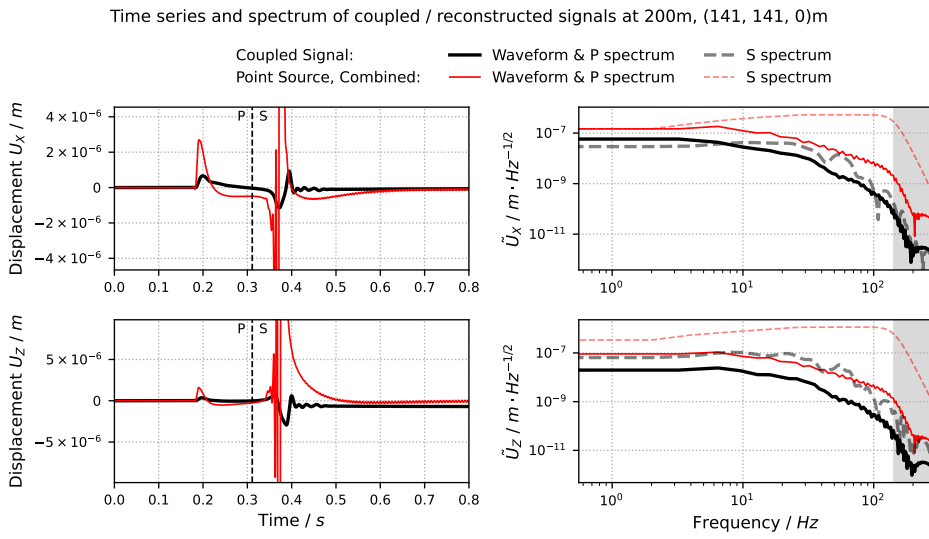 Time series and spectrum of coupled / reconstructed signals at 200m, (141, 141, 0)m
Coupled Signal: Waveform & P spectrum S spectrum
Point Source, Combined: Waveform & P spectrum S spectrum
Displacement U_X / m
4 × 10⁻⁶
2 × 10⁻⁶
0
−2 × 10⁻⁶
−4 × 10⁻⁶
P S
0.0 0.1 0.2 0.3 0.4 0.5 0.6 0.7 0.8
Ũ_X / m · Hz⁻¹/²
10⁻⁷
10⁻⁹
10⁻¹¹
10⁰ 10¹ 10²
Displacement U_Z / m
5 × 10⁻⁶
0
−5 × 10⁻⁶
P S
0.0 0.1 0.2 0.3 0.4 0.5 0.6 0.7 0.8
Time / s
Ũ_Z / m · Hz⁻¹/²
10⁻⁷
10⁻⁹
10⁻¹¹
10⁰ 10¹ 10²
Frequency / Hz